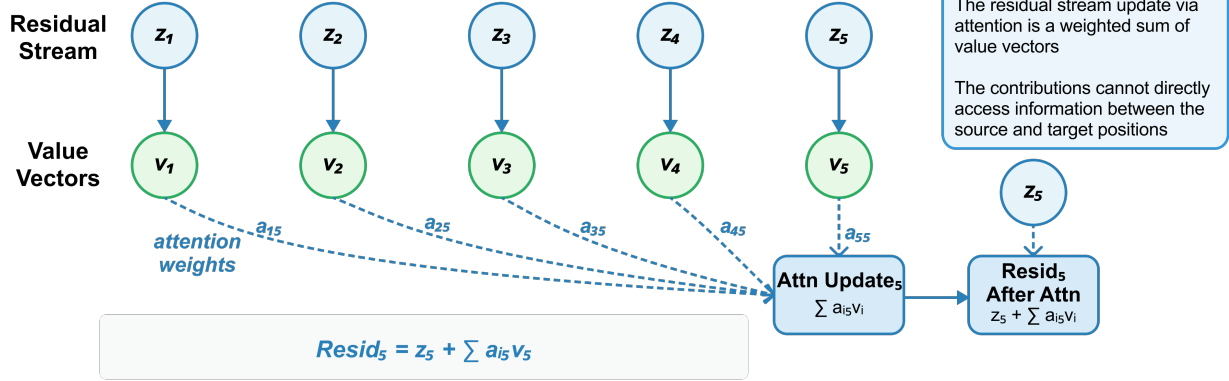 Residual
Stream
z₁
z₂
z₃
z₄
z₅
The residual stream update via
attention is a weighted sum of
value vectors
The contributions cannot directly
access information between the
source and target positions
Value
Vectors
v₁
v₂
v₃
v₄
v₅
z₅
a₁₅
a₂₅
a₃₅
a₄₅
a₅₅
attention
weights
Attn Update₅
∑ aᵢ₅vᵢ
Resid₅
After Attn
z₅ + ∑ aᵢ₅vᵢ
Resid₅ = z₅ + ∑ aᵢ₅v₅